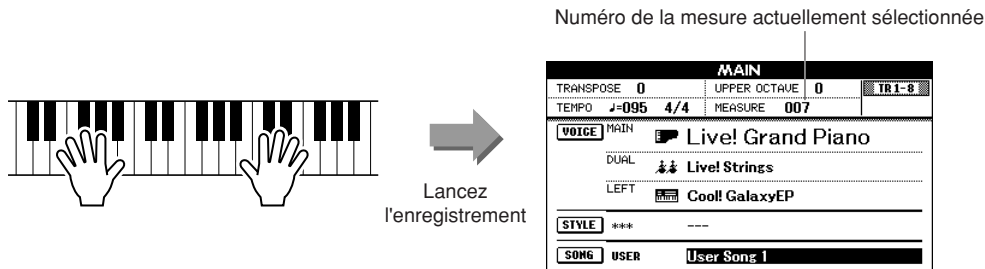 Numéro de la mesure actuellement sélectionnée
MAIN
TRANSPOSE 0 UPPER OCTAVE 0 TR 1-8
TEMPO ♩=095 4/4 MEASURE 007
VOICE MAIN Live! Grand Piano
DUAL Live! Strings
LEFT Cool! GalaxyEP
STYLE *** ---
SONG USER User Song 1
Lancez
l'enregistrement